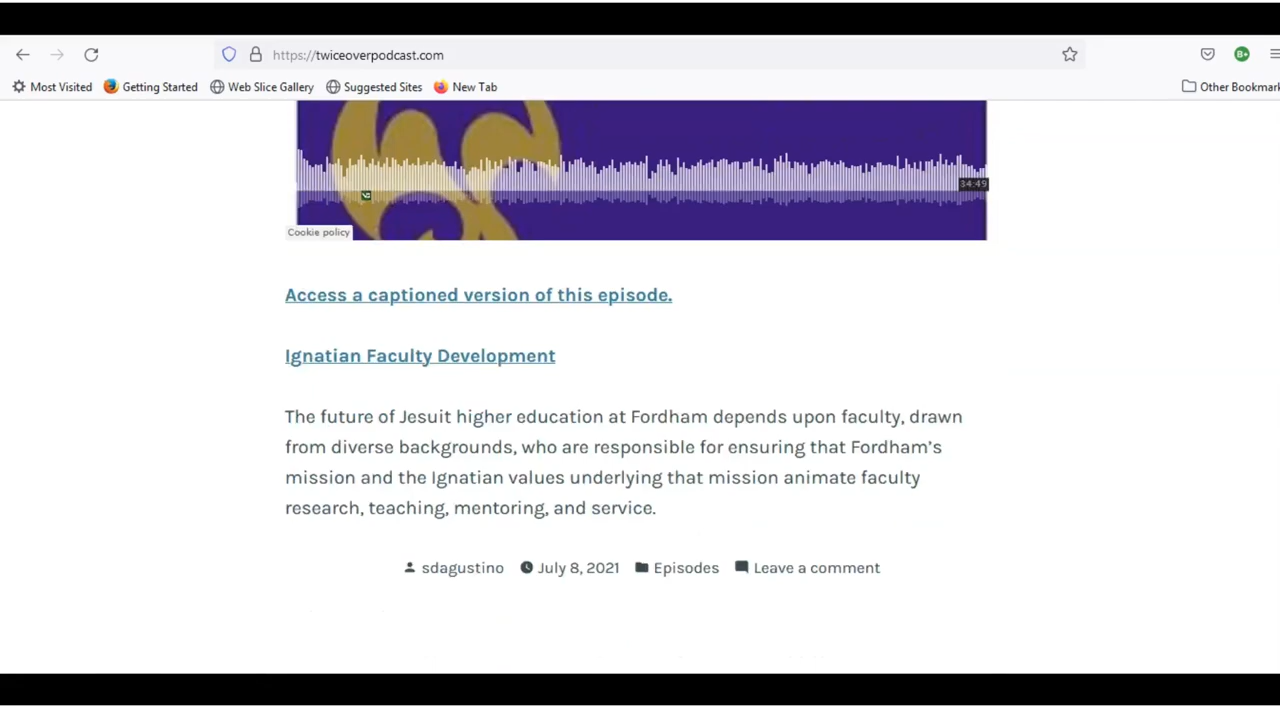 https://twiceoverpodcast.com
Most Visited Getting Started Web Slice Gallery Suggested Sites New Tab Other Bookmark
34:49
Cookie policy
Access a captioned version of this episode.
Ignatian Faculty Development
The future of Jesuit higher education at Fordham depends upon faculty, drawn
from diverse backgrounds, who are responsible for ensuring that Fordham’s
mission and the Ignatian values underlying that mission animate faculty
research, teaching, mentoring, and service.
sdagustino July 8, 2021 Episodes Leave a comment